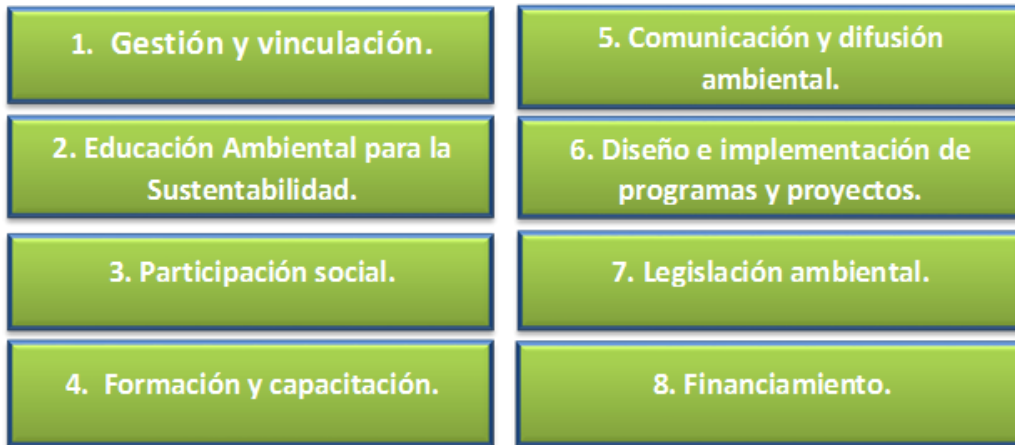 1. Gestión y vinculación.
2. Educación Ambiental para la
Sustentabilidad.
3. Participación social.
4. Formación y capacitación.
5. Comunicación y difusión
ambiental.
6. Diseño e implementación de
programas y proyectos.
7. Legislación ambiental.
8. Financiamiento.